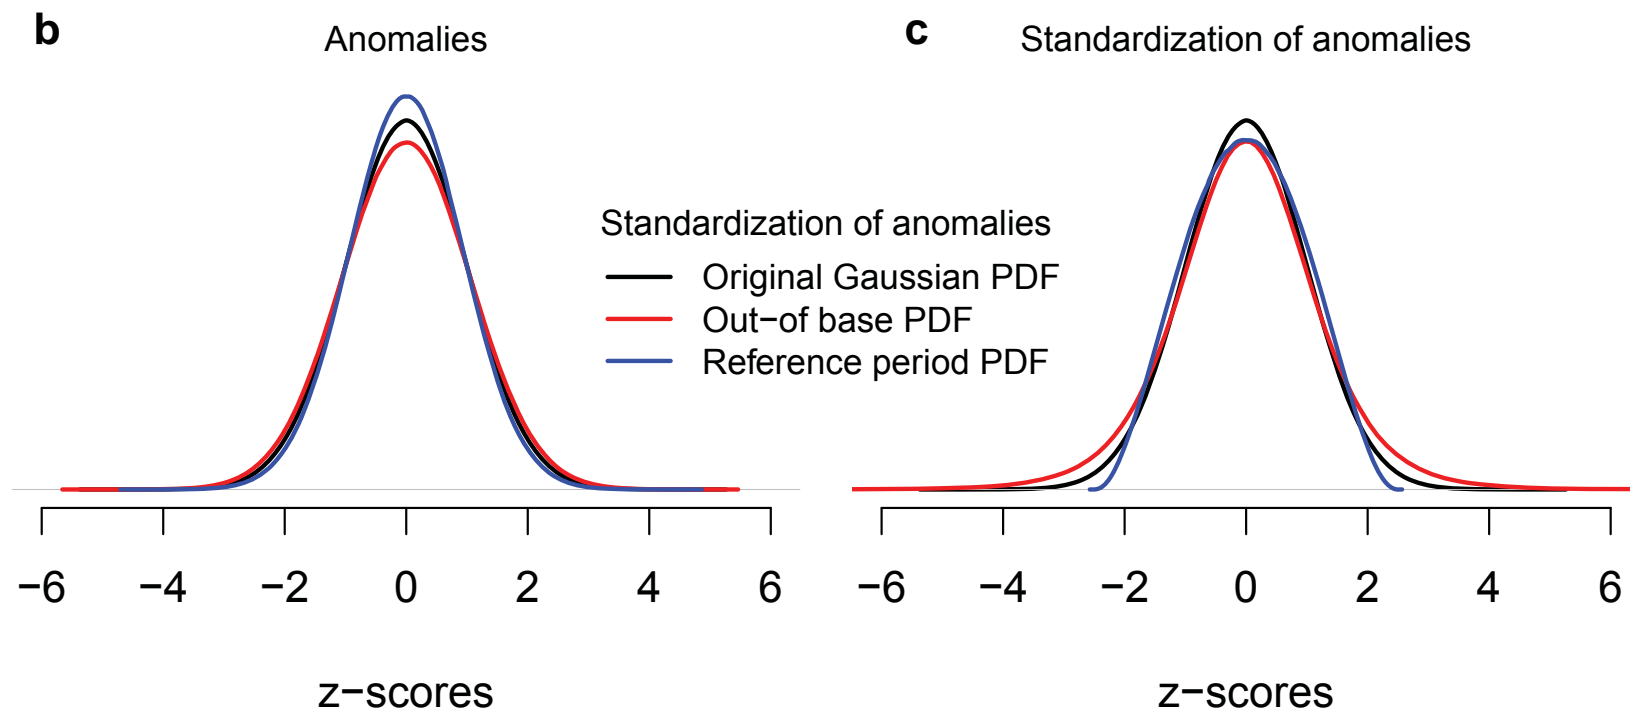 b
Anomalies
c
Standardization of anomalies
Standardization of anomalies
Original Gaussian PDF
Out−of base PDF
Reference period PDF
−6 −4 −2 0 2 4 6
−6 −4 −2 0 2 4 6
z−scores
z−scores